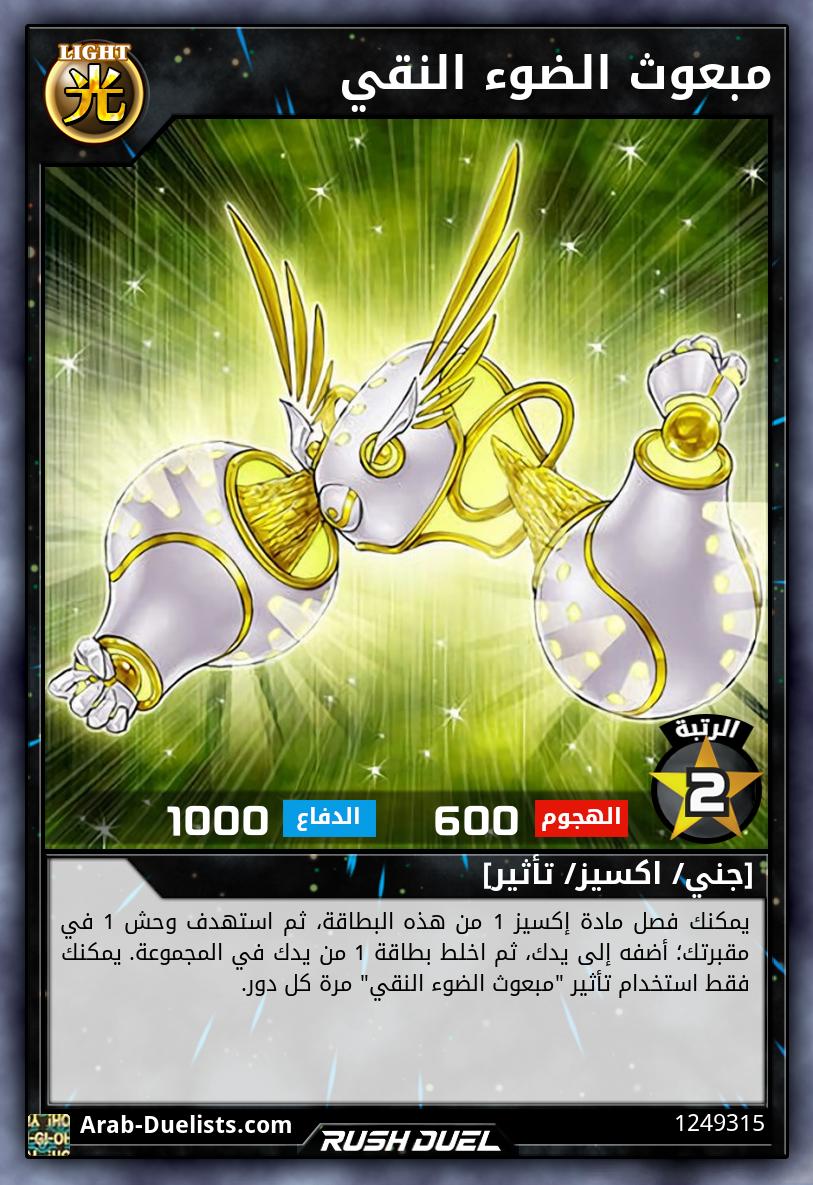 LIGHT
光
مبعوث الضوء النقي
الرتبة
2
الهجوم 600 الدفاع 1000
[جني/ اكسيز/ تأثير]
يمكنك فصل مادة إكسيز 1 من هذه البطاقة، ثم استهدف وحش 1 في
مقبرتك؛ أضفه إلى يدك، ثم اخلط بطاقة 1 من يدك في المجموعة. يمكنك
فقط استخدام تأثير "مبعوث الضوء النقي" مرة كل دور.
Arab-Duelists.com
RUSH DUEL
1249315